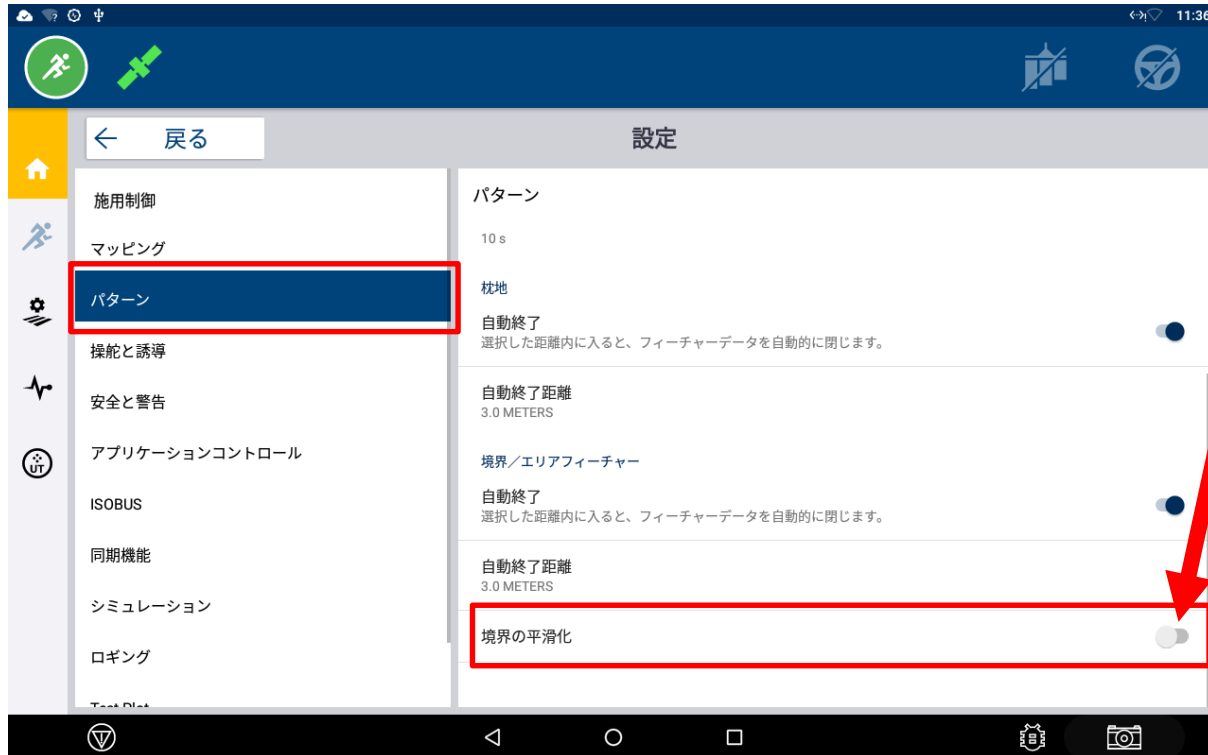 11:36
← 戻る
設定
施用制御
マッピング
パターン
操舵と誘導
安全と警告
アプリケーションコントロール
ISOBUS
同期機能
シミュレーション
ロギング
Test Plot
パターン
10 s
枕地
自動終了
選択した距離内に入ると、フィーチャーデータを自動的に閉じます。
自動終了距離
3.0 METERS
境界／エリアフィーチャー
自動終了
選択した距離内に入ると、フィーチャーデータを自動的に閉じます。
自動終了距離
3.0 METERS
境界の平滑化
UT